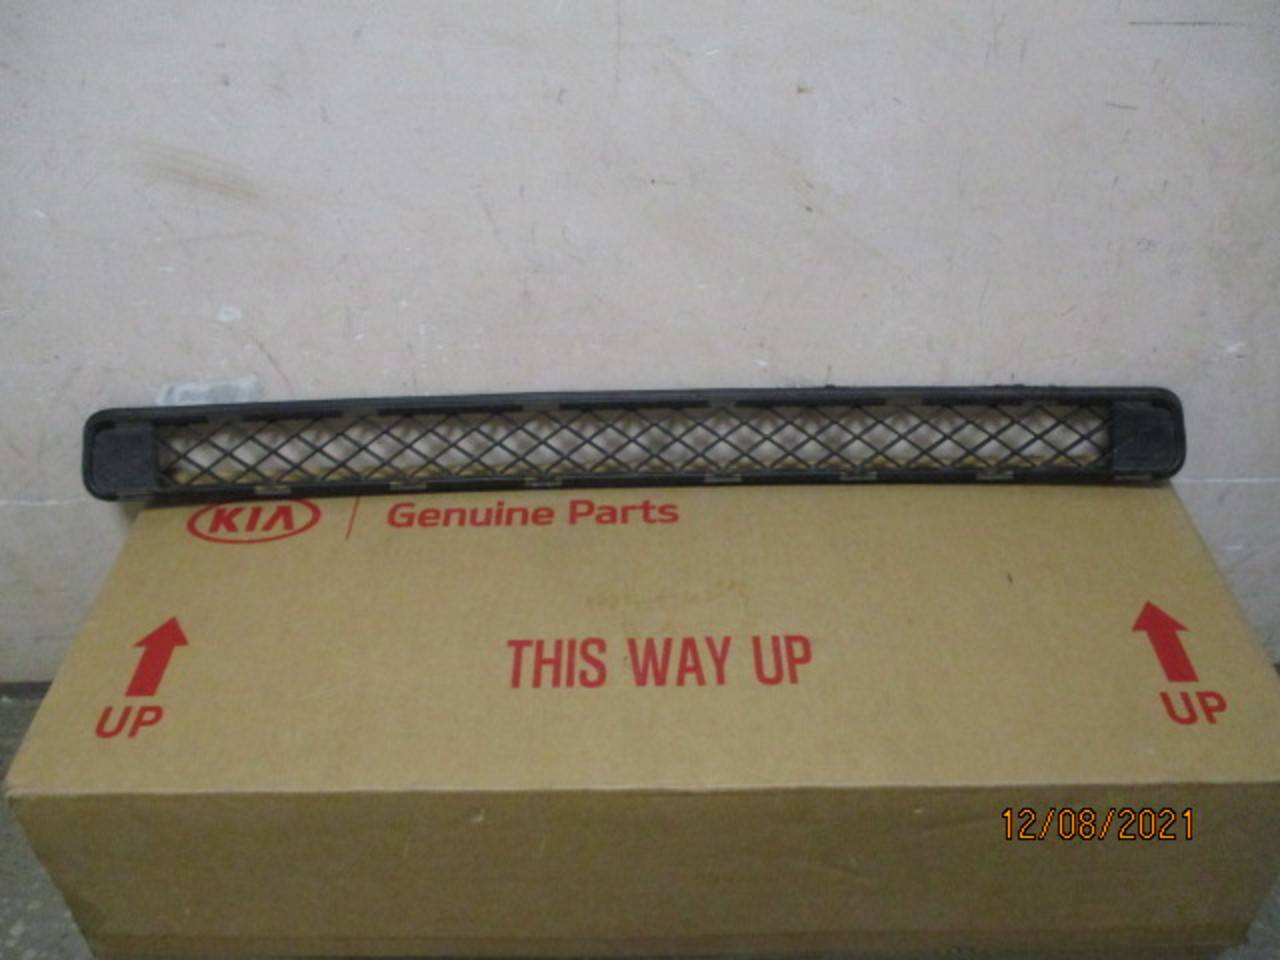 KIA Genuine Parts
THIS WAY UP
UP
UP
12/08/2021